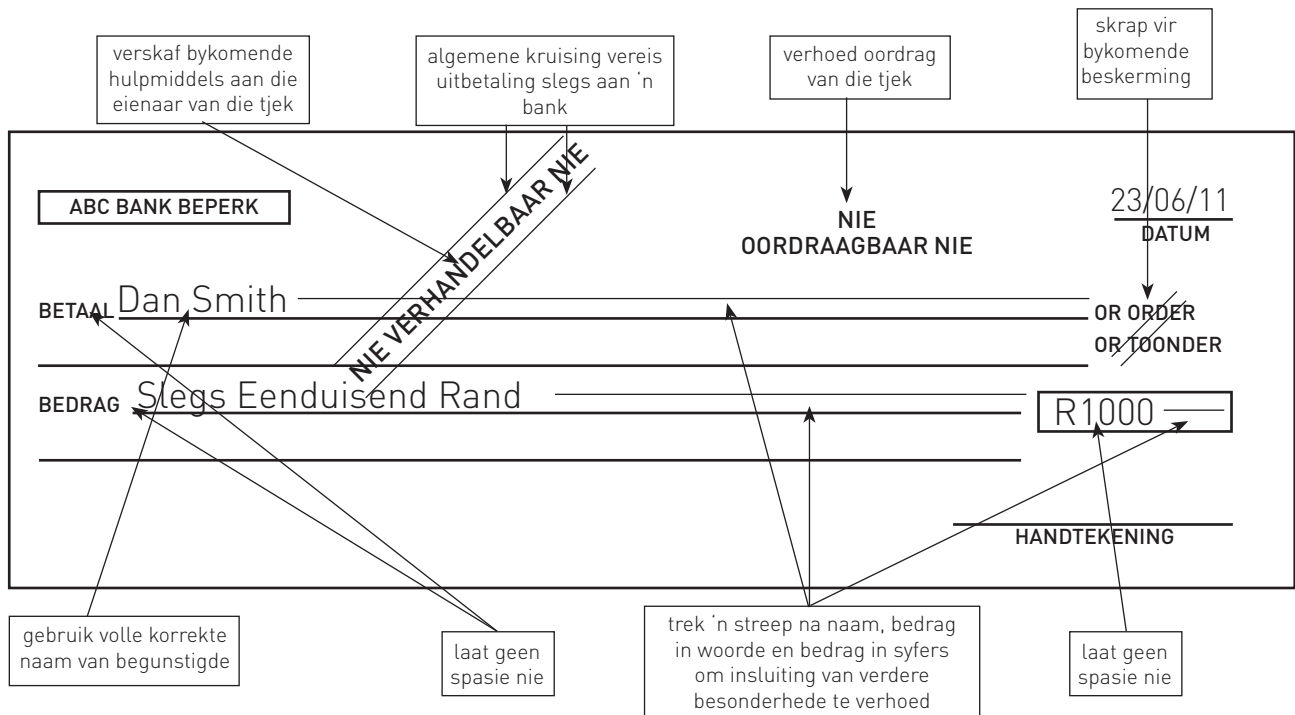 verskaf bykomende
hulpmiddels aan die
eienaar van die tjek
algemene kruising vereis
uitbetaling slegs aan 'n
bank
verhoed oordrag
van die tjek
skrap vir
bykomende
beskerming
ABC BANK BEPERK
NIE VERHANDELBAAR NIE
NIE
OORDRAAGBAAR NIE
23/06/11
DATUM
BETAAL Dan Smith
OR ORDER
OR TOONDER
BEDRAG Slegs Eenduisend Rand
R1000
HANDTEKENING
gebruik volle korrekte
naam van begunstigde
laat geen
spasie nie
trek 'n streep na naam, bedrag
in woorde en bedrag in syfers
om insluiting van verdere
besonderhede te verhoed
laat geen
spasie nie